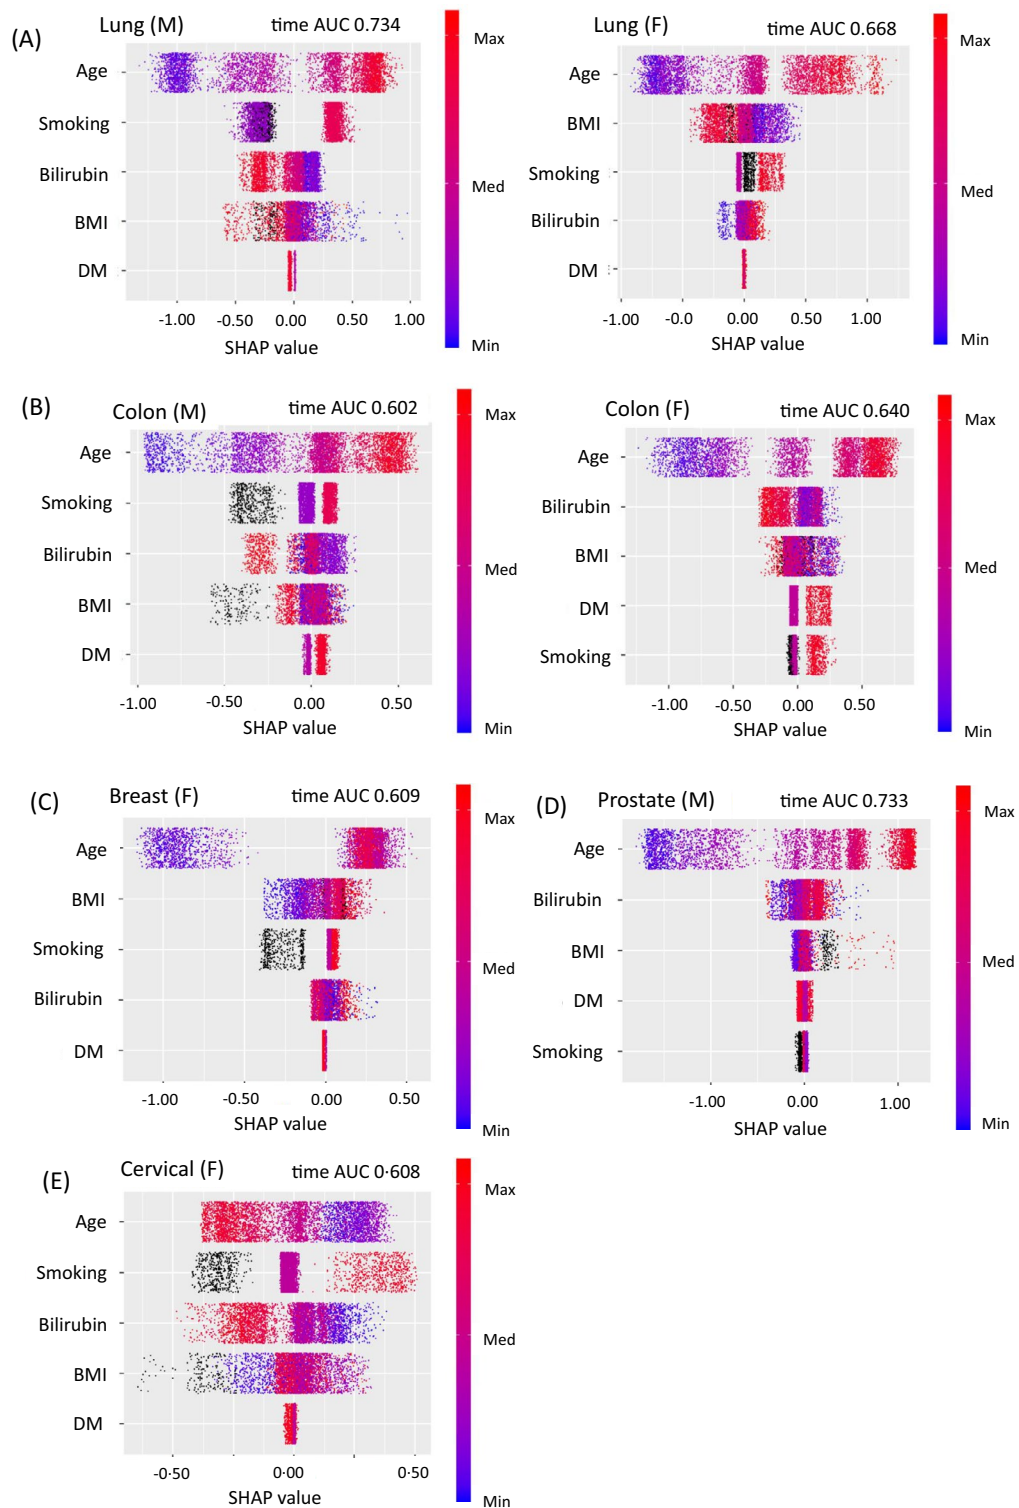 (A)
Lung (M)
time AUC 0.734
Age
Smoking
Bilirubin
BMI
DM
-1.00 -0.50 0.00 0.50 1.00
SHAP value
Max
Med
Min
Lung (F)
time AUC 0.668
Age
BMI
Smoking
Bilirubin
DM
-1.00 -0.0 0.00 0.50 1.00
SHAP value
Max
Med
Min
(B)
Colon (M)
time AUC 0.602
Age
Smoking
Bilirubin
BMI
DM
-1.00 -0.50 0.00 0.50
SHAP value
Max
Med
Min
Colon (F)
time AUC 0.640
Age
Bilirubin
BMI
DM
Smoking
-1.00 -0.50 0.00 0.50
SHAP value
Max
Med
Min
(C)
Breast (F)
time AUC 0.609
Age
BMI
Smoking
Bilirubin
DM
-1.00 -0.50 0.00 0.50
SHAP value
Max
Med
Min
(D)
Prostate (M)
time AUC 0.733
Age
Bilirubin
BMI
DM
Smoking
-1.00 0.00 1.00
SHAP value
Max
Med
Min
(E)
Cervical (F)
time AUC 0·608
Age
Smoking
Bilirubin
BMI
DM
-0·50 0·00 0·50
SHAP value
Max
Med
Min